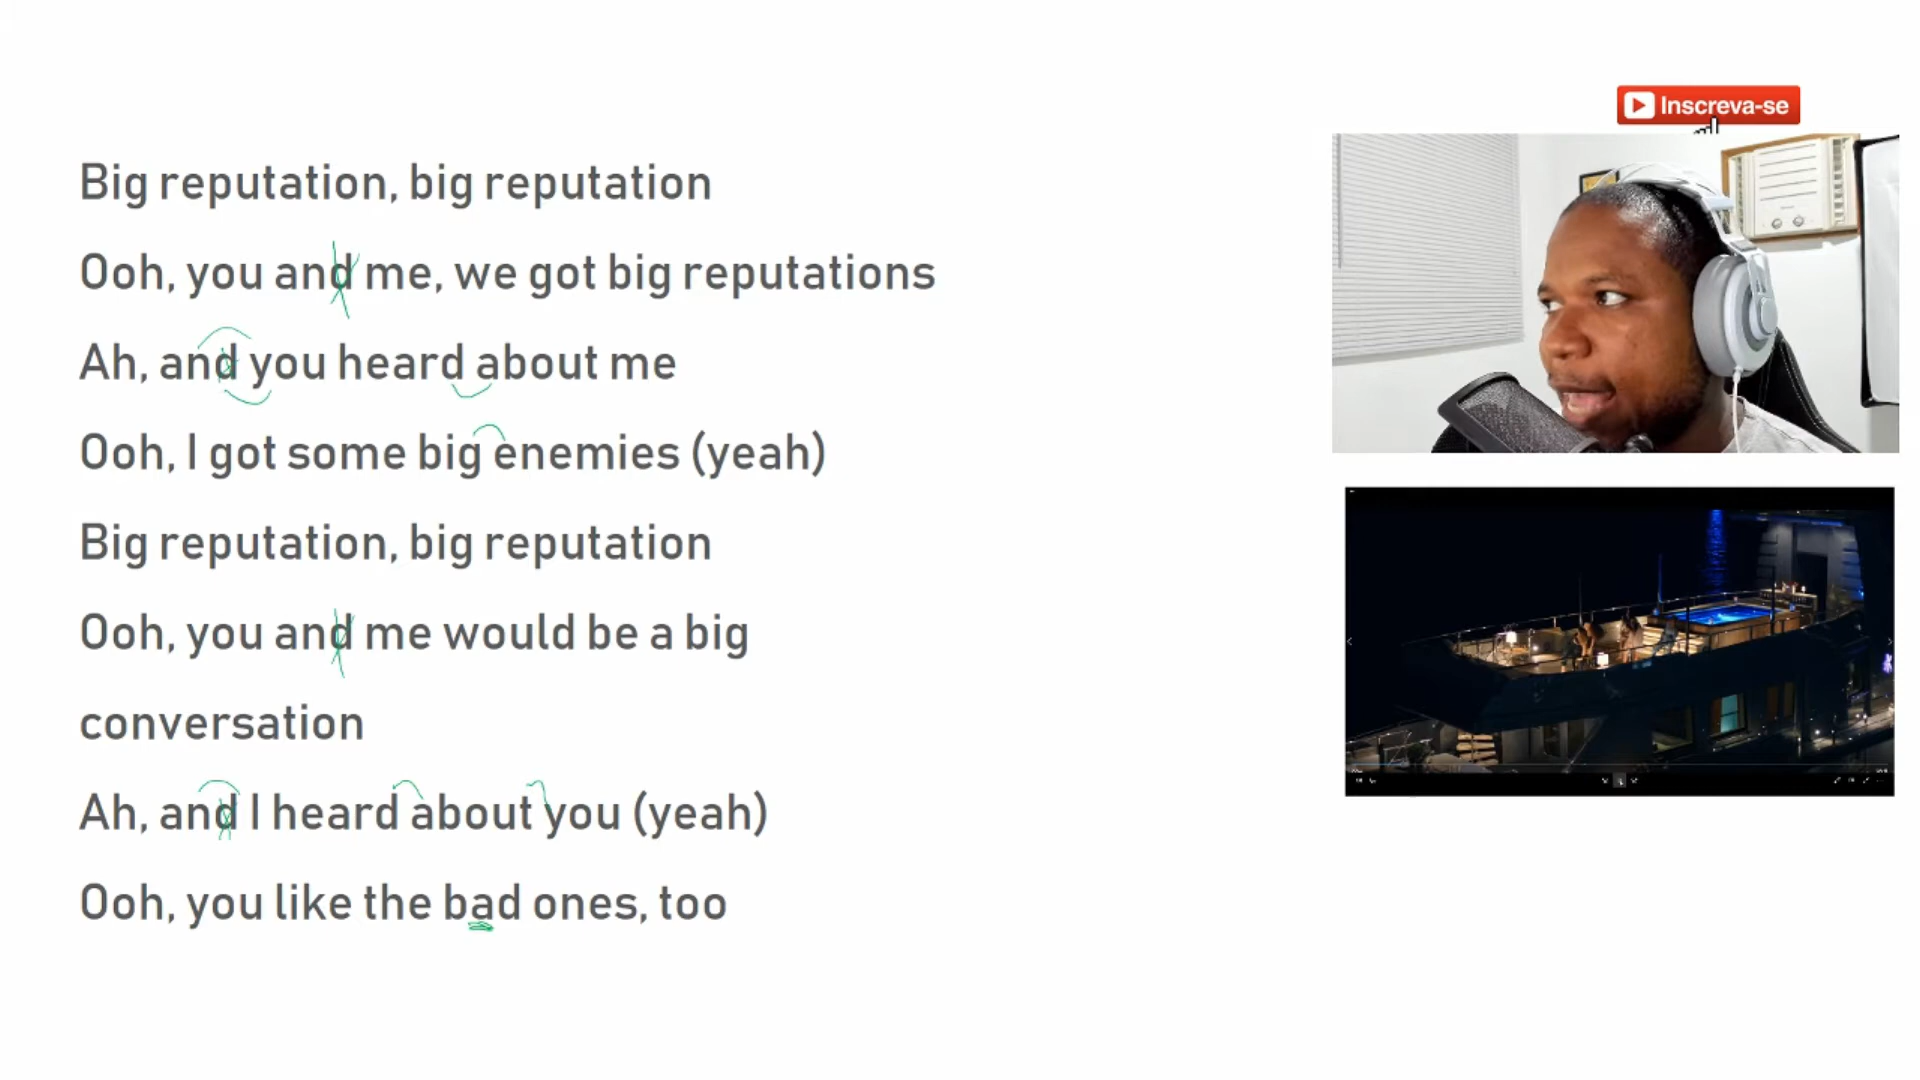 Inscreva-se
Big reputation, big reputation
Ooh, you and me, we got big reputations
Ah, and you heard about me
Ooh, I got some big enemies (yeah)
Big reputation, big reputation
Ooh, you and me would be a big
conversation
Ah, and I heard about you (yeah)
Ooh, you like the bad ones, too